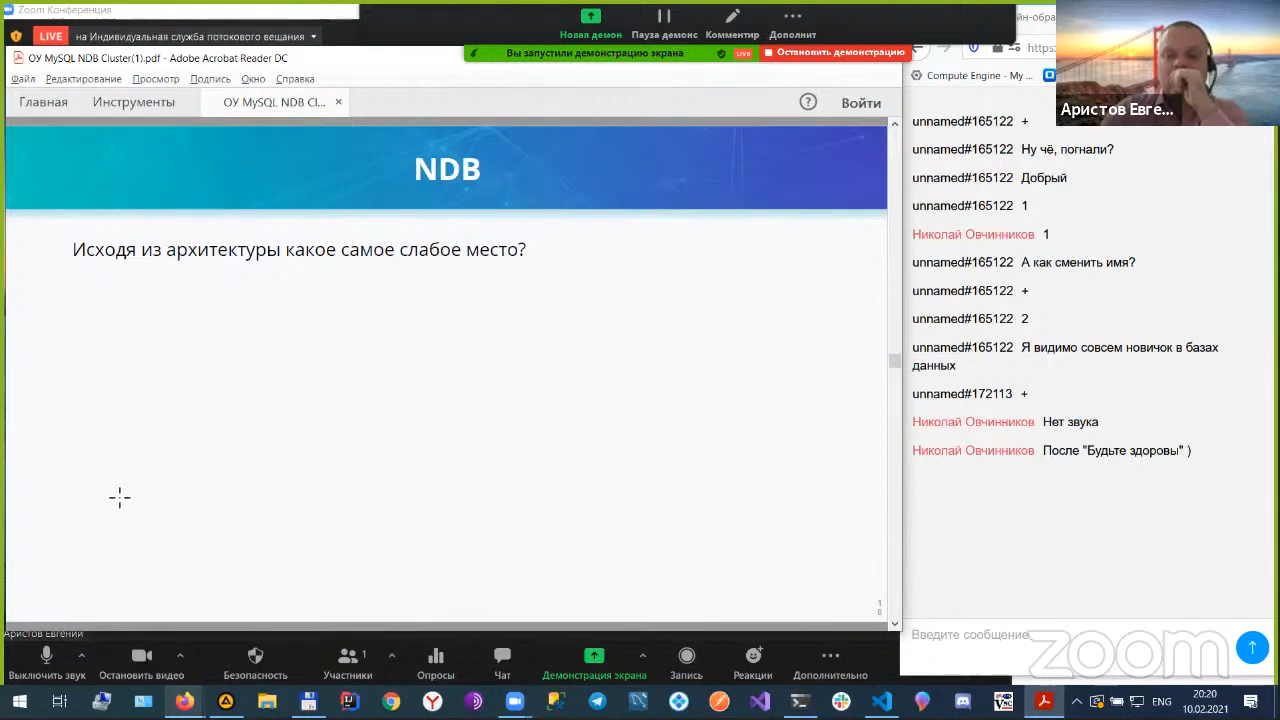 Zoom Конференция
LIVE на Индивидуальная служба потокового вещания
Новая демон Пауза демонс Комментир Дополнит
Вы запустили демонстрацию экрана LIVE Остановить демонстрацию
ОУ MySQL NDB Cluster(1).pdf - Adobe Acrobat Reader DC
Файл Редактирование Просмотр Подпись Окно Справка
Главная Инструменты ОУ MySQL NDB Cl... × ? Войти
NDB
Исходя из архитектуры какое самое слабое место?
1
8
Аристов Евгений
Выключить звук Остановить видео Безопасность Участники 1 Опросы Чат Демонстрация экрана Запись Реакции Дополнительно
https:
Compute Engine - My ...
Аристов Евге...
unnamed#165122 +
unnamed#165122 Ну чё, погнали?
unnamed#165122 Добрый
unnamed#165122 1
Николай Овчинников 1
unnamed#165122 А как сменить имя?
unnamed#165122 +
unnamed#165122 2
unnamed#165122 Я видимо совсем новичок в базах
данных
unnamed#172113 +
Николай Овчинников Нет звука
Николай Овчинников После "Будьте здоровы" )
Введите сообщение
zoom
ENG
20:20
10.02.2021